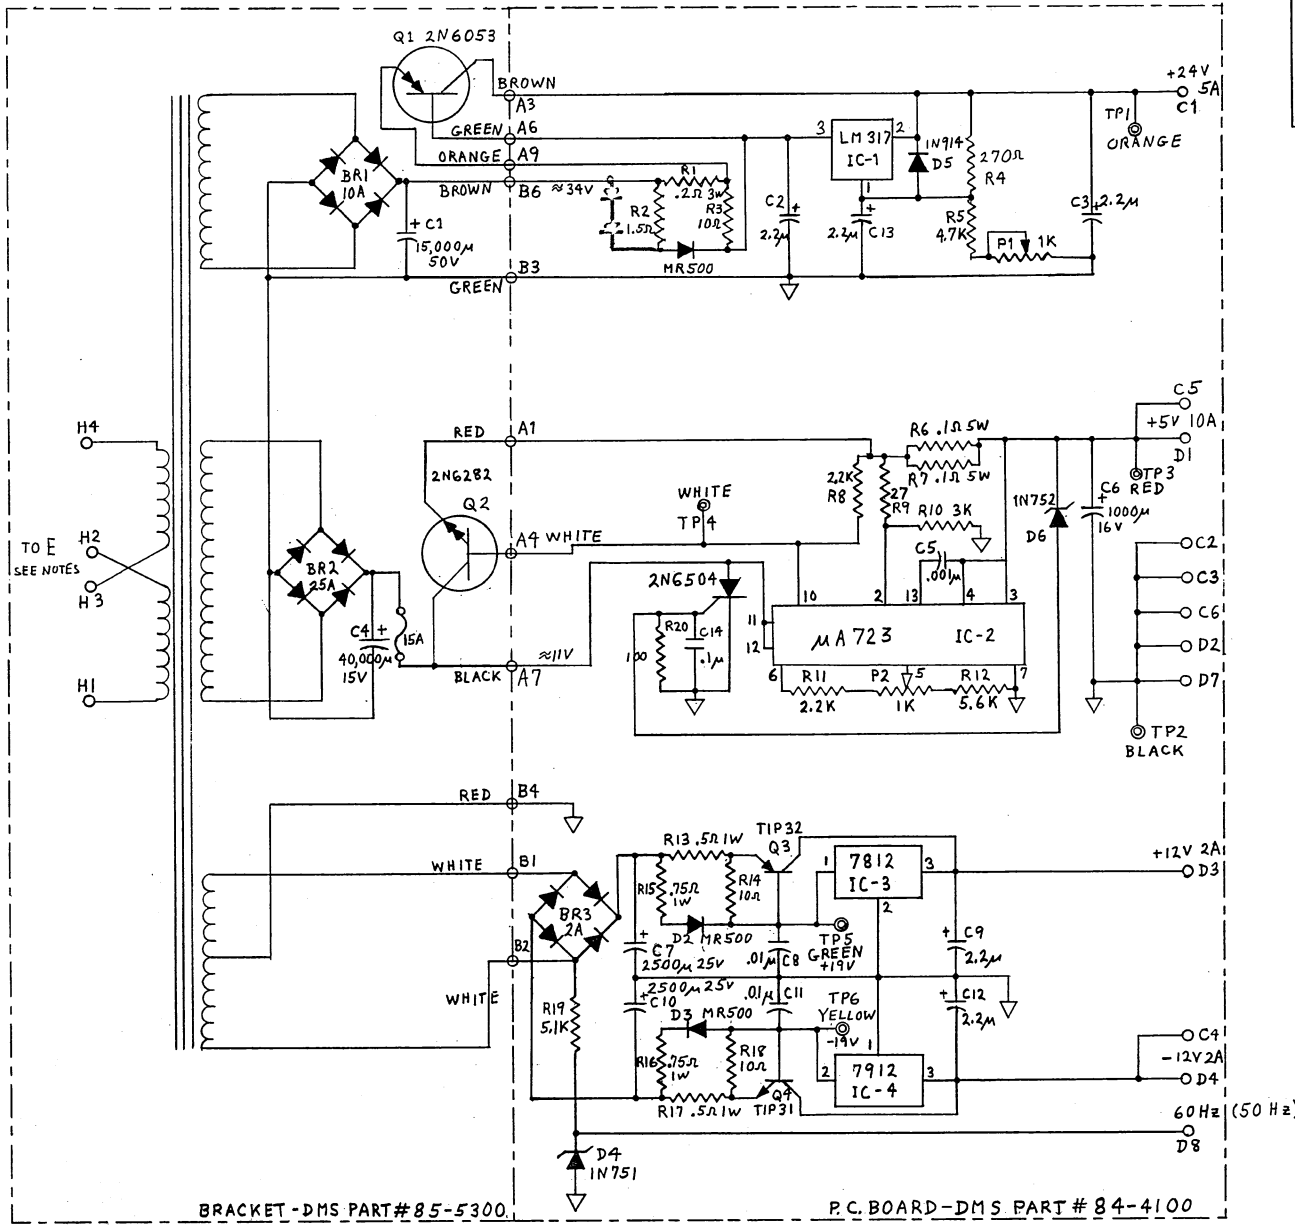 Q1 2N6053
BROWN
A3
GREEN
A6
ORANGE
A9
BROWN
B6
≈34V
BR1
10A
+
C1
15,000µ
50V
B3
GREEN
R1
.2Ω 3W
R2
1.5Ω
R3
10Ω
MR500
C2
+
2.2µ
3
LM 317
IC-1
2
1
+
2.2µ
C13
1N914
D5
270Ω
R4
R5
4.7K
P1
1K
C3
+
2.2µ
TP1
ORANGE
+24V
5A
C1
H4
H2
TO E
SEE NOTES
H3
H1
RED
A1
2N6282
Q2
A4
WHITE
WHITE
TP4
BR2
25A
C4
+
40,000µ
15V
15A
BLACK
A7
≈11V
2.2K
R8
27
R9
R6 .1Ω 5W
R7 .1Ω 5W
R10 3K
C5
.001µ
1N752
D6
C6
+
1000µ
16V
TP3
RED
C5
+5V 10A
D1
2N6504
R20
100
C14
.1µ
10
2
13
4
3
11
12
µA723
IC-2
6
5
7
R11
2.2K
P2
1K
R12
5.6K
C2
C3
C6
D2
D7
TP2
BLACK
RED
B4
WHITE
B1
B2
WHITE
BR3
2A
R13 .5Ω 1W
TIP32
Q3
R15
.75Ω
1W
R14
10Ω
D2 MR500
+
C7
2500µ 25V
2500µ 25V
+
C10
.01µ
C8
.01µ
C11
TP5
GREEN
+19V
1
7812
IC-3
3
2
+
C9
2.2µ
+
C12
2.2µ
+12V 2A
D3
D3 MR500
TP6
YELLOW
-19V
R16
.75Ω
1W
R18
10Ω
R17 .5Ω 1W
Q4
TIP31
1
2
7912
IC-4
3
C4
-12V 2A
D4
R19
5.1K
60 Hz (50 Hz)
D8
D4
1N751
BRACKET-DMS PART#85-5300
P.C. BOARD-DMS PART # 84-4100